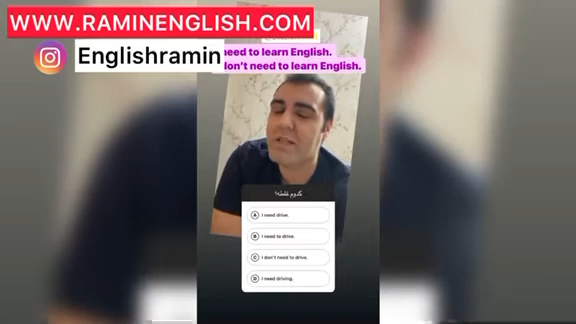 WWW.RAMINENGLISH.COM
Englishramin
need to learn English.
don't need to learn English.
کدوم غلطه؟
A I need drive.
B I need to drive.
C I don't need to drive.
D I need driving.